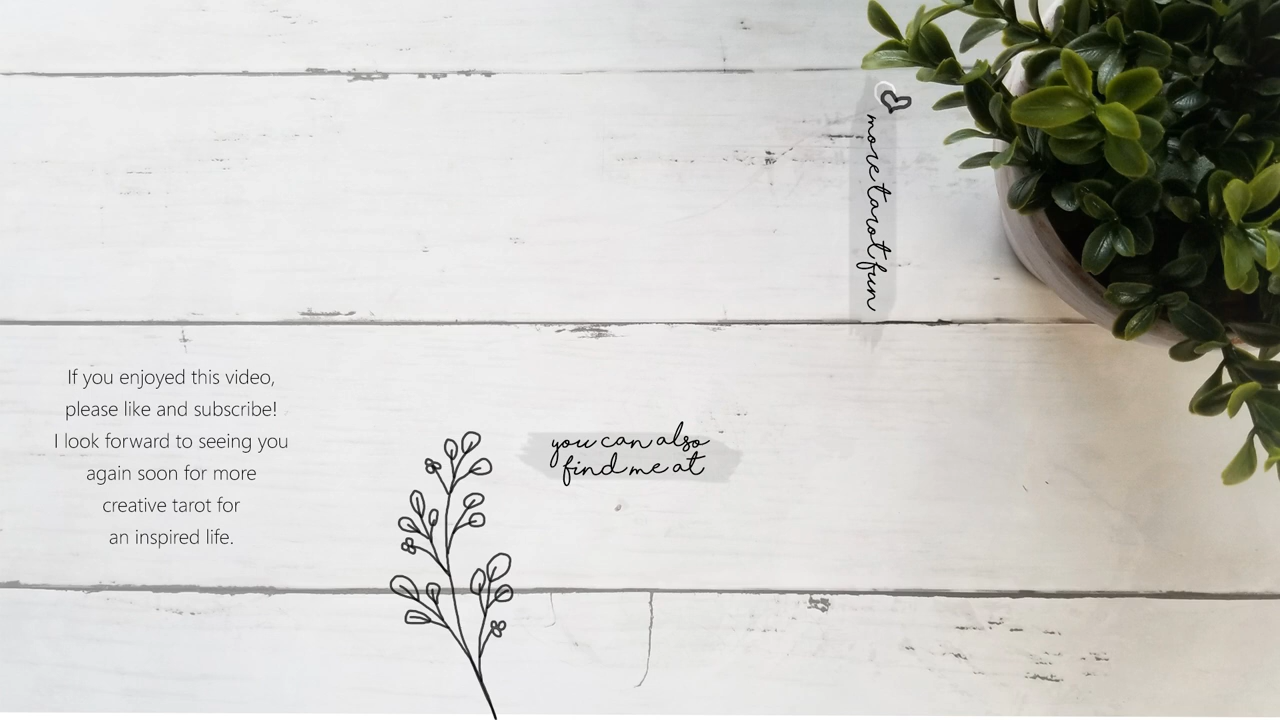 more tarot fun
If you enjoyed this video,
please like and subscribe!
I look forward to seeing you
again soon for more
creative tarot for
an inspired life.
you can also
find me at